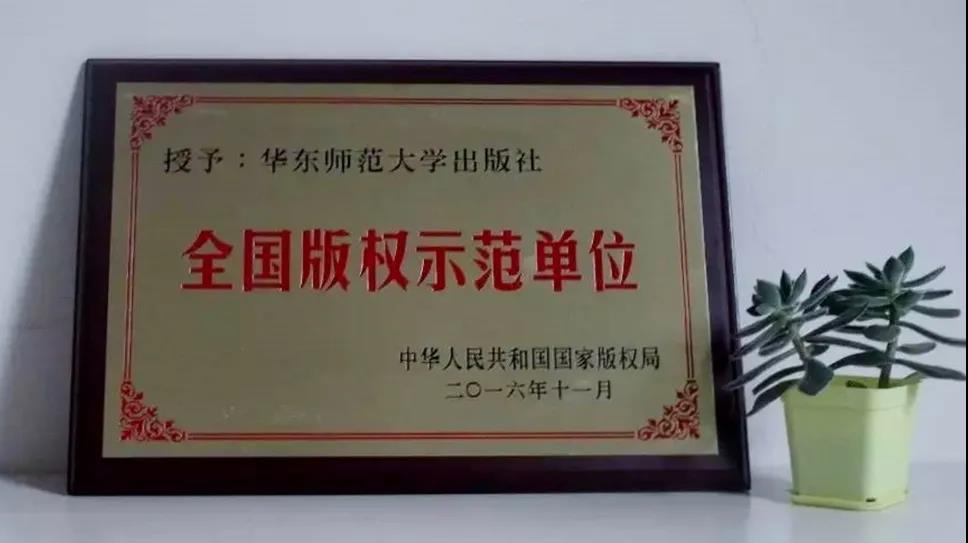 授予：华东师范大学出版社
全国版权示范单位
中华人民共和国国家版权局
二〇一六年十一月